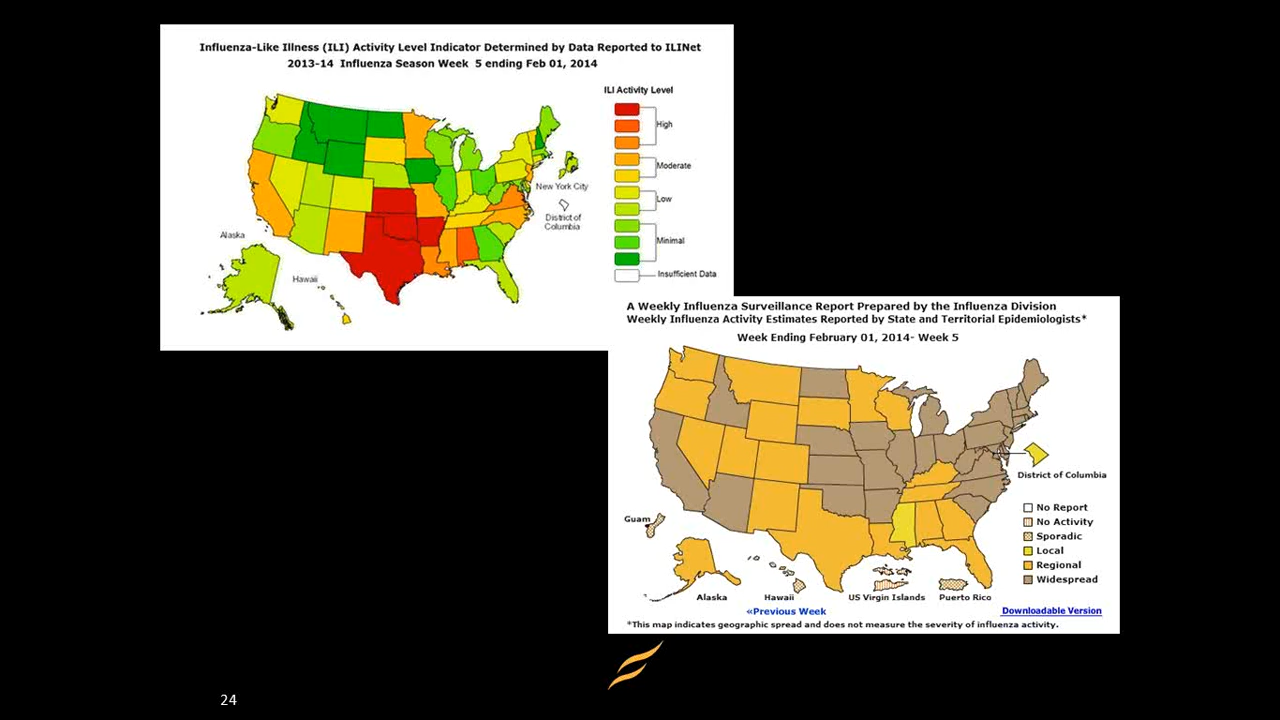 Influenza-Like Illness (ILI) Activity Level Indicator Determined by Data Reported to ILINet
2013-14 Influenza Season Week 5 ending Feb 01, 2014
ILI Activity Level
High
Moderate
Low
Minimal
Insufficient Data
New York City
District of
Columbia
Alaska
Hawaii
A Weekly Influenza Surveillance Report Prepared by the Influenza Division
Weekly Influenza Activity Estimates Reported by State and Territorial Epidemiologists*
Week Ending February 01, 2014- Week 5
District of Columbia
No Report
No Activity
Sporadic
Local
Regional
Widespread
Guam
Alaska
Hawaii
US Virgin Islands
Puerto Rico
«Previous Week
Downloadable Version
*This map indicates geographic spread and does not measure the severity of influenza activity.
24